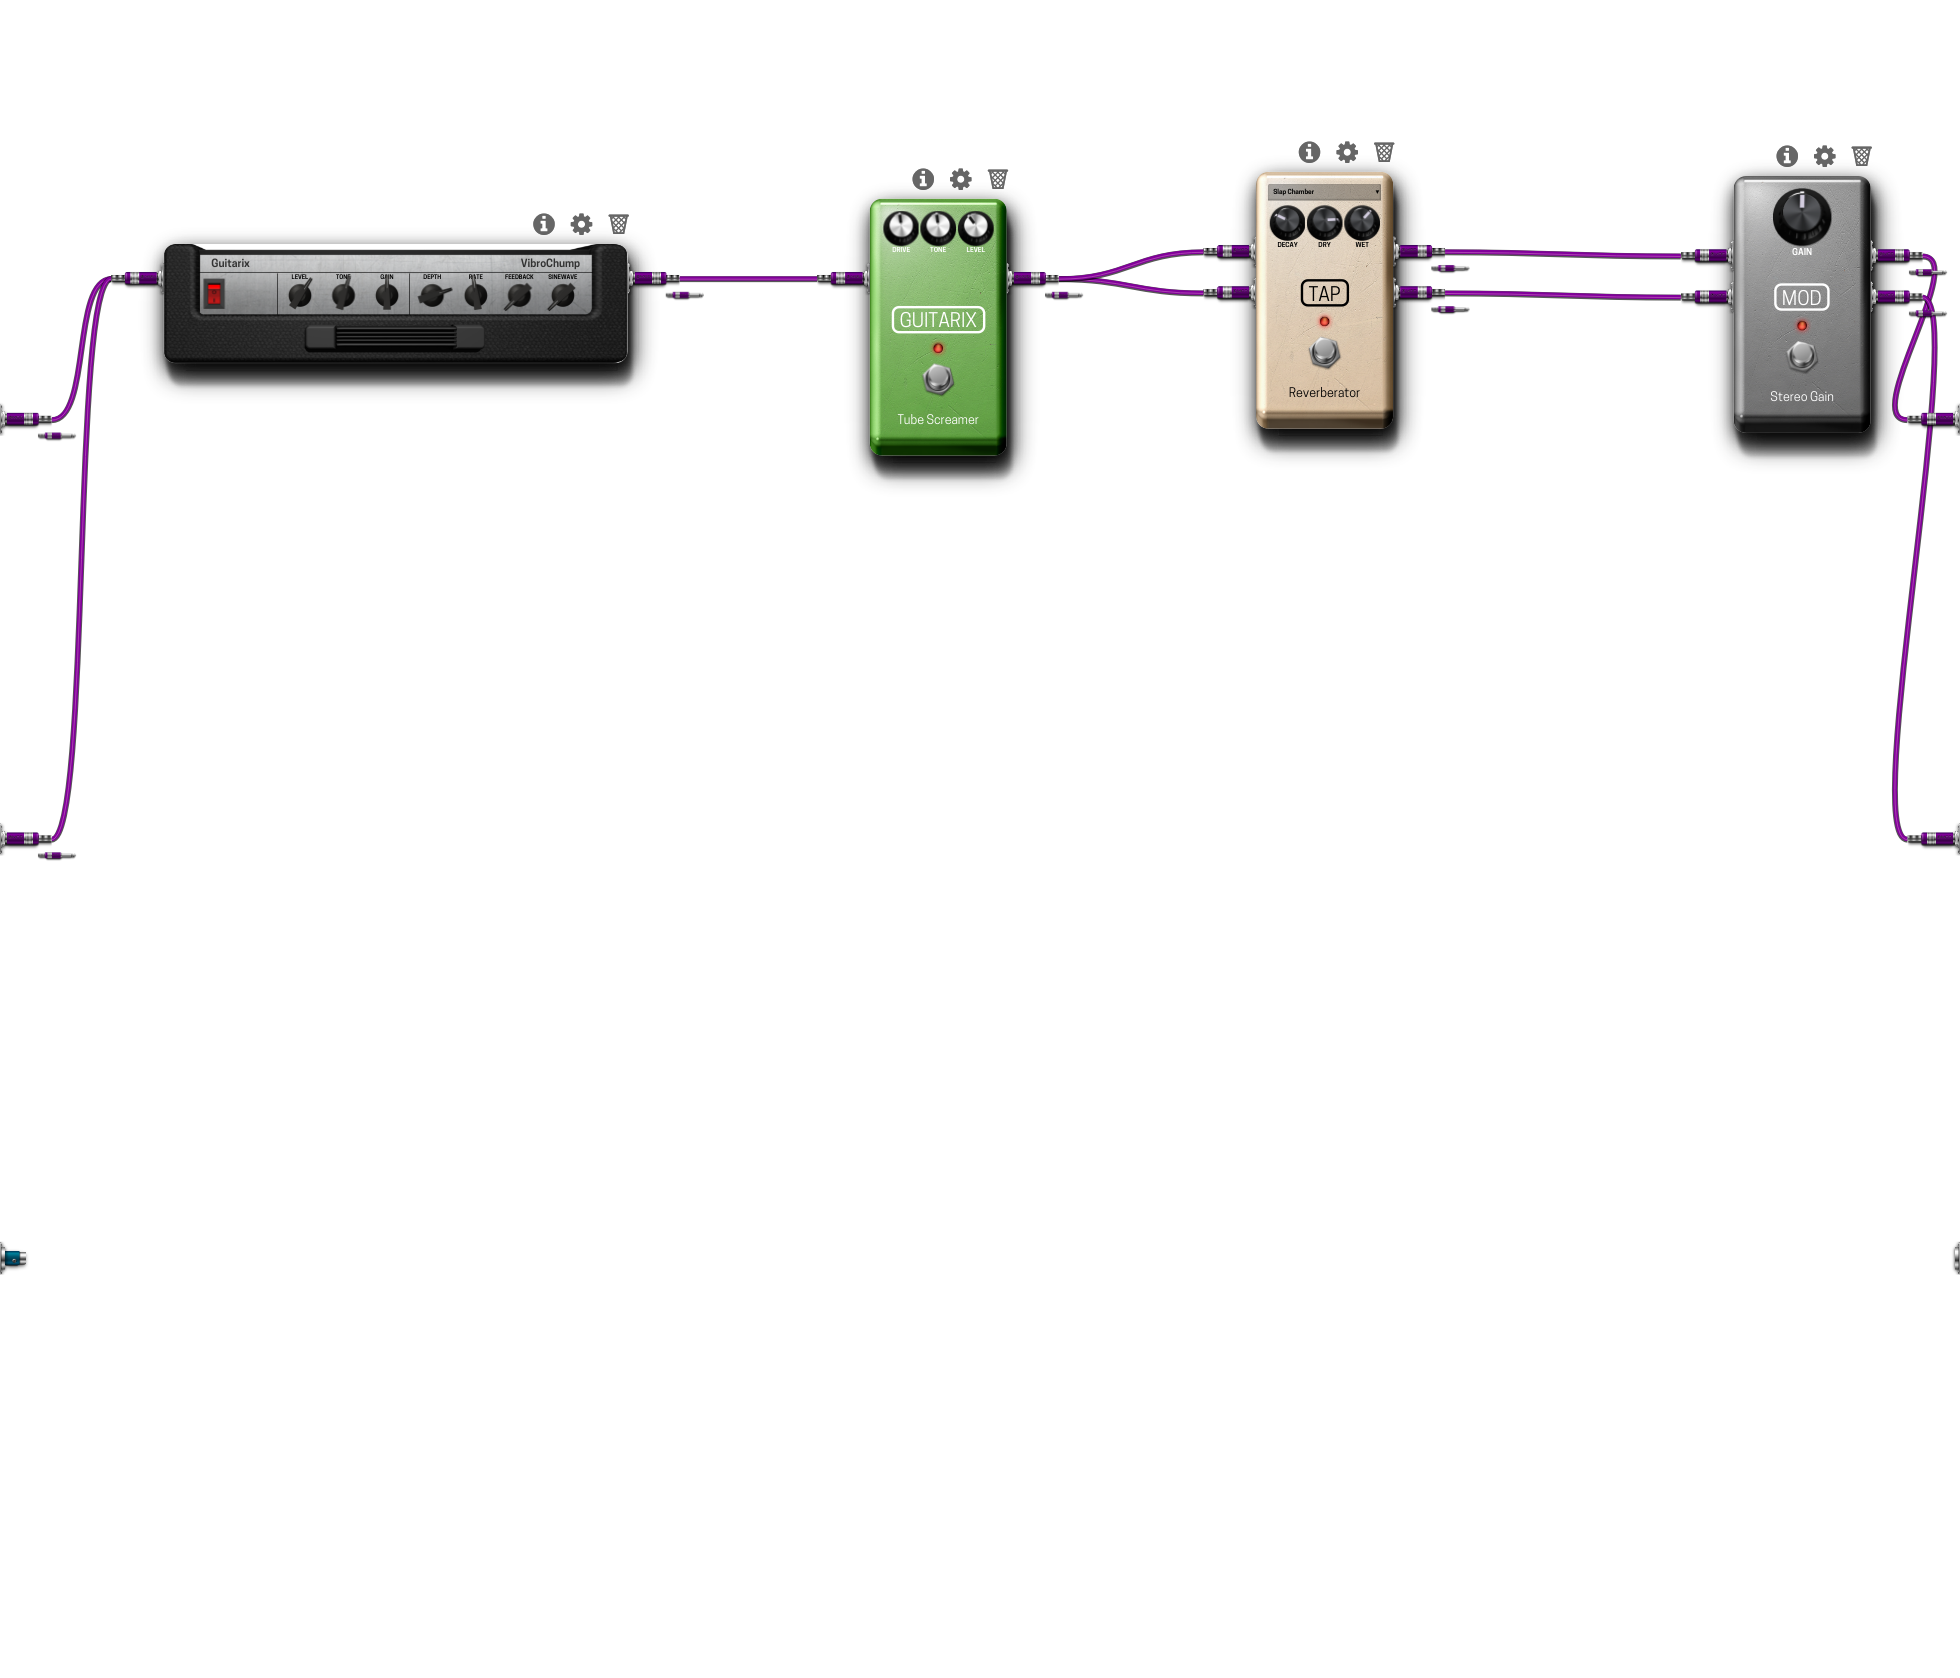 Guitarix
VibroChump
LEVEL
TONE
GAIN
DEPTH
RATE
FEEDBACK
SINEWAVE
DRIVE
TONE
LEVEL
GUITARIX
Tube Screamer
Slap Chamber
DECAY
DRY
WET
TAP
Reverberator
GAIN
MOD
Stereo Gain